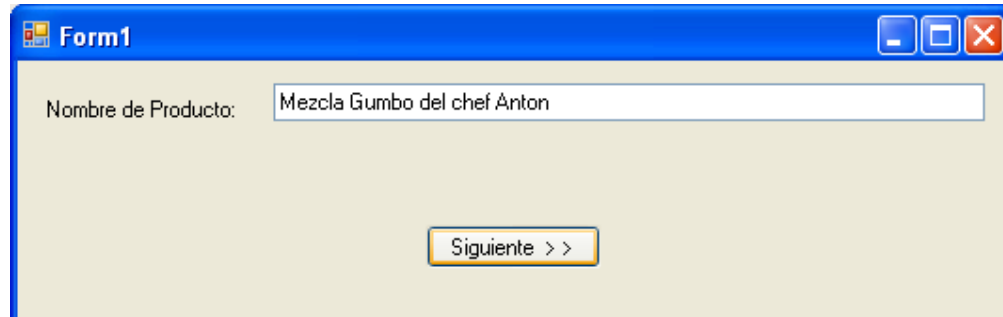 Form1
Nombre de Producto: Mezcla Gumbo del chef Anton
Siguiente > >